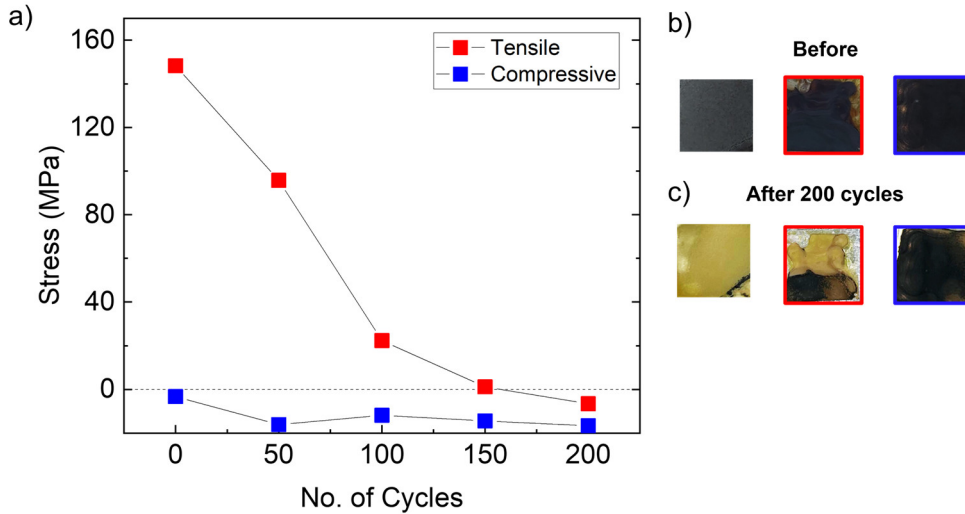 a)
160
120
80
40
0
Stress (MPa)
Tensile
Compressive
0 50 100 150 200
No. of Cycles
b)
Before
c)
After 200 cycles